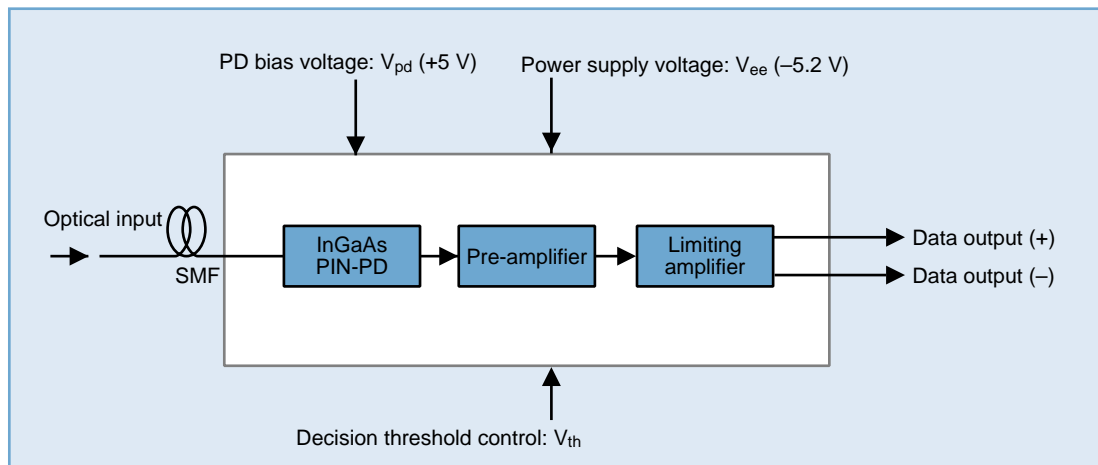 PD bias voltage: Vpd (+5 V)
Power supply voltage: Vee (–5.2 V)
Optical input
SMF
InGaAs
PIN-PD
Pre-amplifier
Limiting
amplifier
Data output (+)
Data output (–)
Decision threshold control: Vth